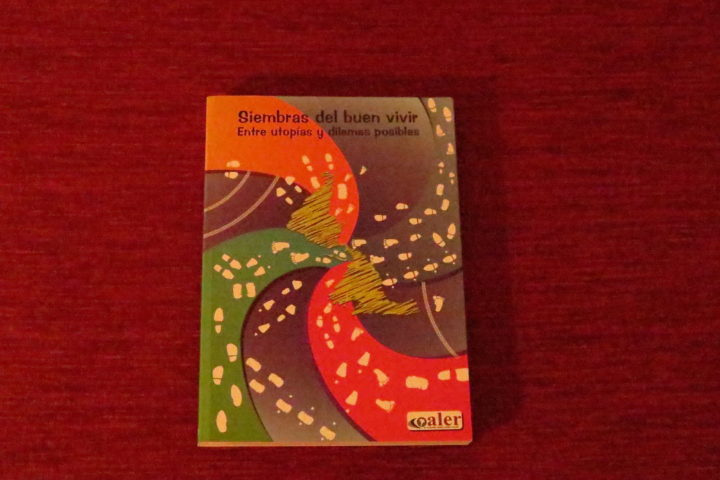 Siembras del buen vivir
Entre utopías y dilemas posibles
aler